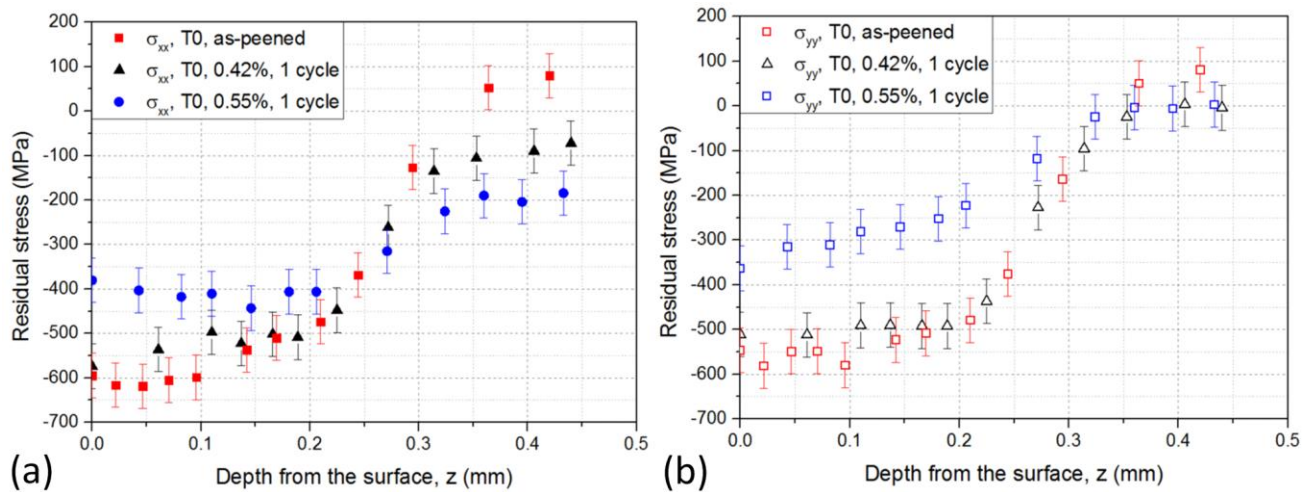 200
100
0
-100
-200
-300
-400
-500
-600
-700
Residual stress (MPa)
σxx, T0, as-peened
σxx, T0, 0.42%, 1 cycle
σxx, T0, 0.55%, 1 cycle
0.0 0.1 0.2 0.3 0.4 0.5
Depth from the surface, z (mm)
(a)
200
100
0
-100
-200
-300
-400
-500
-600
-700
Residual stress (MPa)
σyy, T0, as-peened
σyy, T0, 0.42%, 1 cycle
σyy, T0, 0.55%, 1 cycle
0.0 0.1 0.2 0.3 0.4 0.5
Depth from the surface, z (mm)
(b)